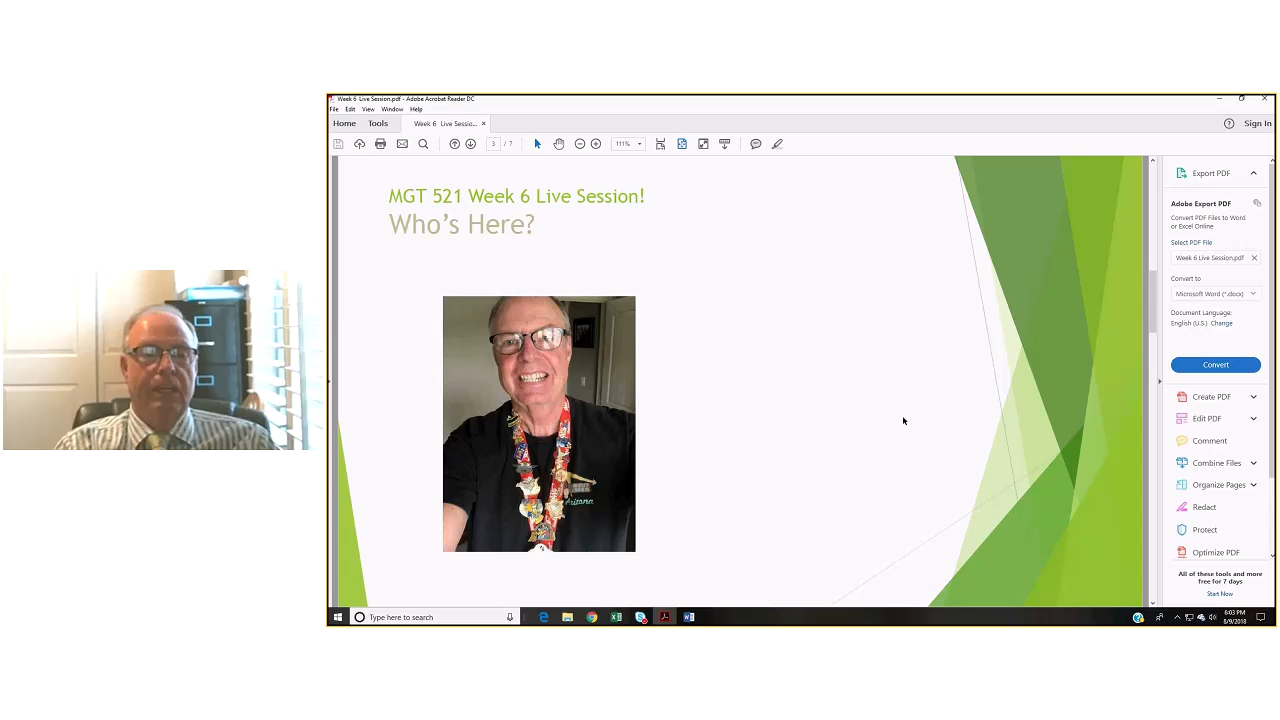 Week 6 Live Session.pdf - Adobe Acrobat Reader DC
File Edit View Window Help
Home Tools Week 6 Live Sessio... × Sign In
3 / 7 111%
MGT 521 Week 6 Live Session!
Who's Here?
Arizona
Export PDF
Adobe Export PDF
Convert PDF Files to Word
or Excel Online
Select PDF File
Week 6 Live Session.pdf ×
Convert to
Microsoft Word (*.docx)
Document Language:
English (U.S.) Change
Convert
Create PDF
Edit PDF
Comment
Combine Files
Organize Pages
Redact
Protect
Optimize PDF
All of these tools and more
free for 7 days
Start Now
Type here to search
6:03 PM
8/9/2018